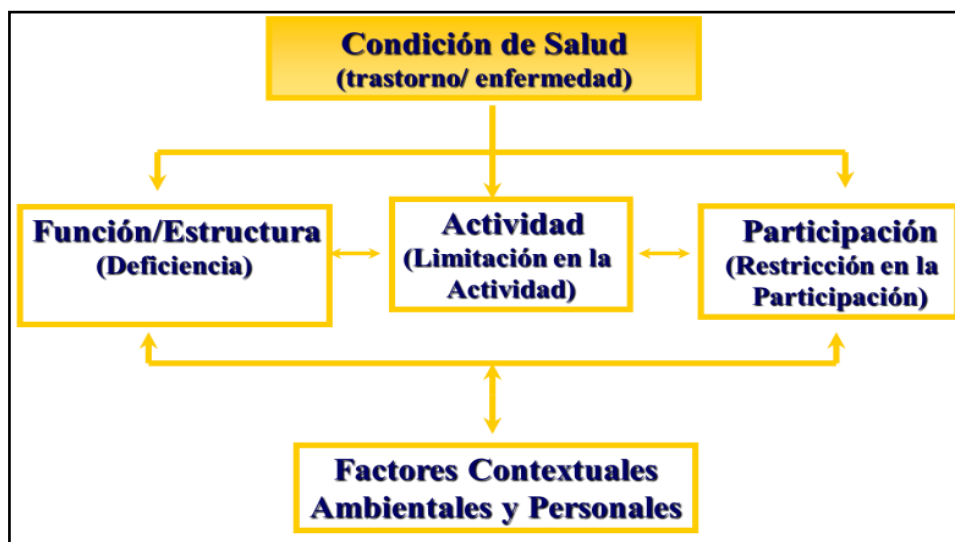 Condición de Salud
(trastorno/ enfermedad)
Función/Estructura
(Deficiencia)
Actividad
(Limitación en la
Actividad)
Participación
(Restricción en la
Participación)
Factores Contextuales
Ambientales y Personales